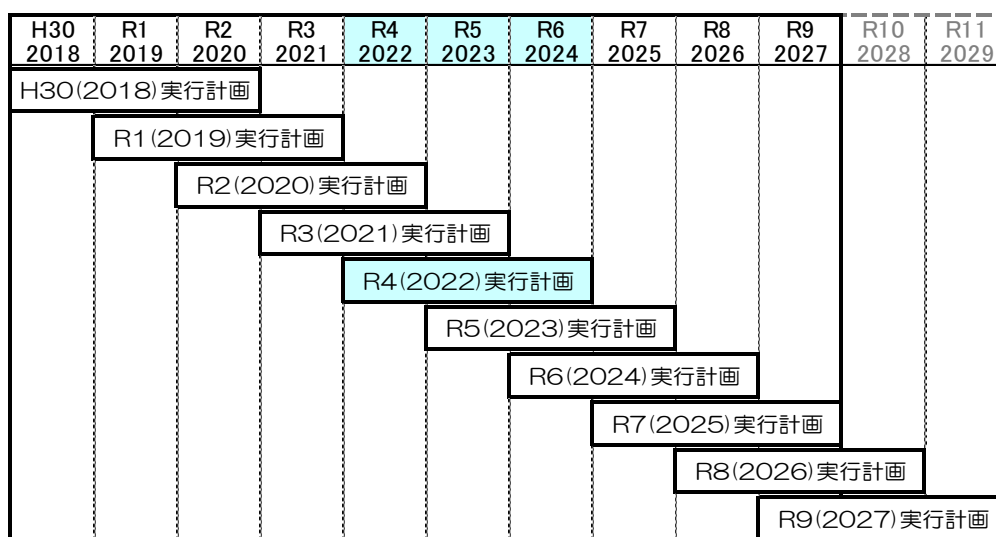 H30 R1 R2 R3 R4 R5 R6 R7 R8 R9 R10 R11
2018 2019 2020 2021 2022 2023 2024 2025 2026 2027 2028 2029
H30(2018)実行計画
R1(2019)実行計画
R2(2020)実行計画
R3(2021)実行計画
R4(2022)実行計画
R5(2023)実行計画
R6(2024)実行計画
R7(2025)実行計画
R8(2026)実行計画
R9(2027)実行計画